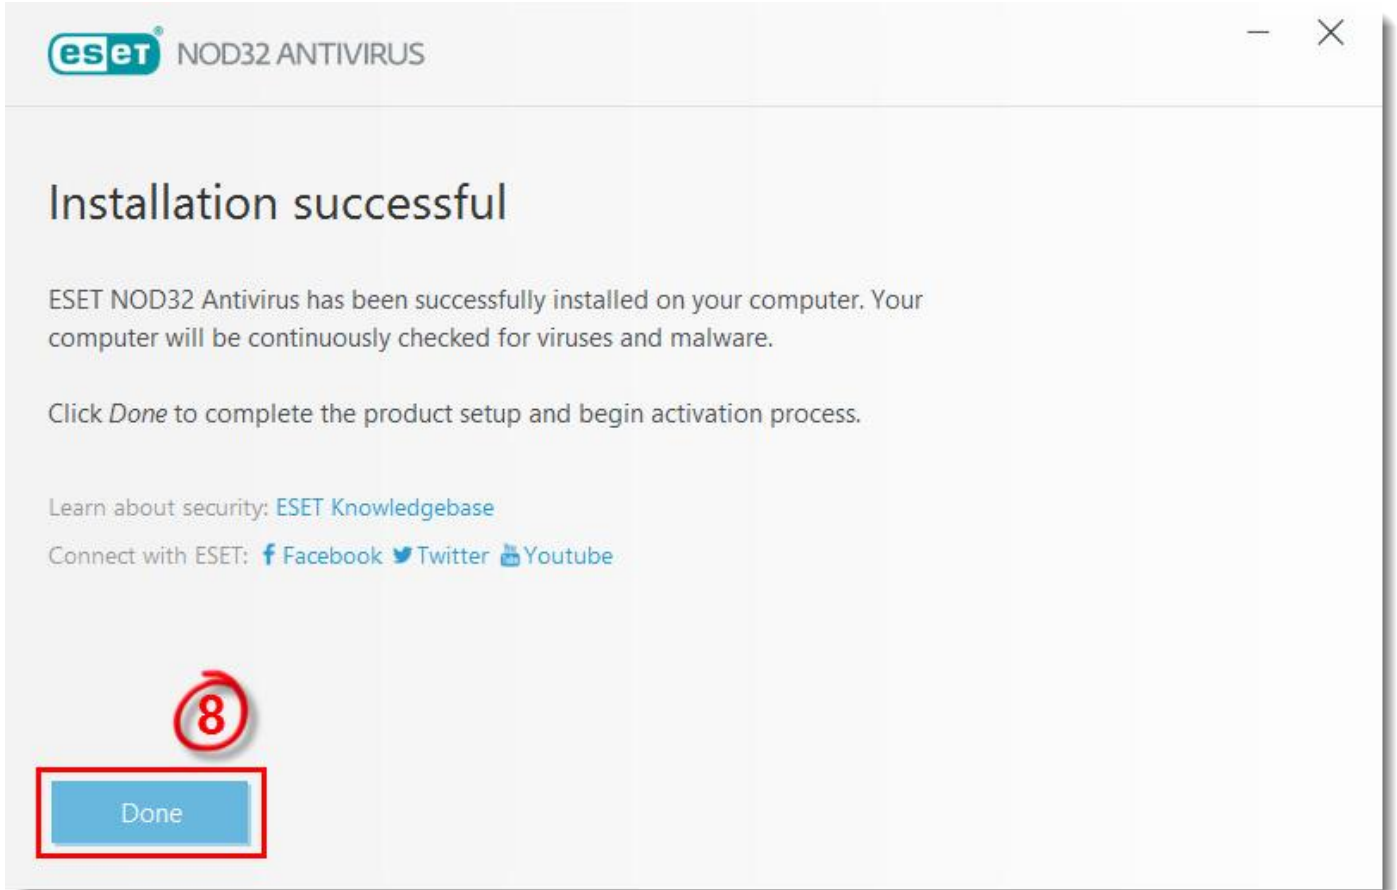 eset® NOD32 ANTIVIRUS
Installation successful
ESET NOD32 Antivirus has been successfully installed on your computer. Your
computer will be continuously checked for viruses and malware.
Click Done to complete the product setup and begin activation process.
Learn about security: ESET Knowledgebase
Connect with ESET: f Facebook Twitter Youtube
8
Done